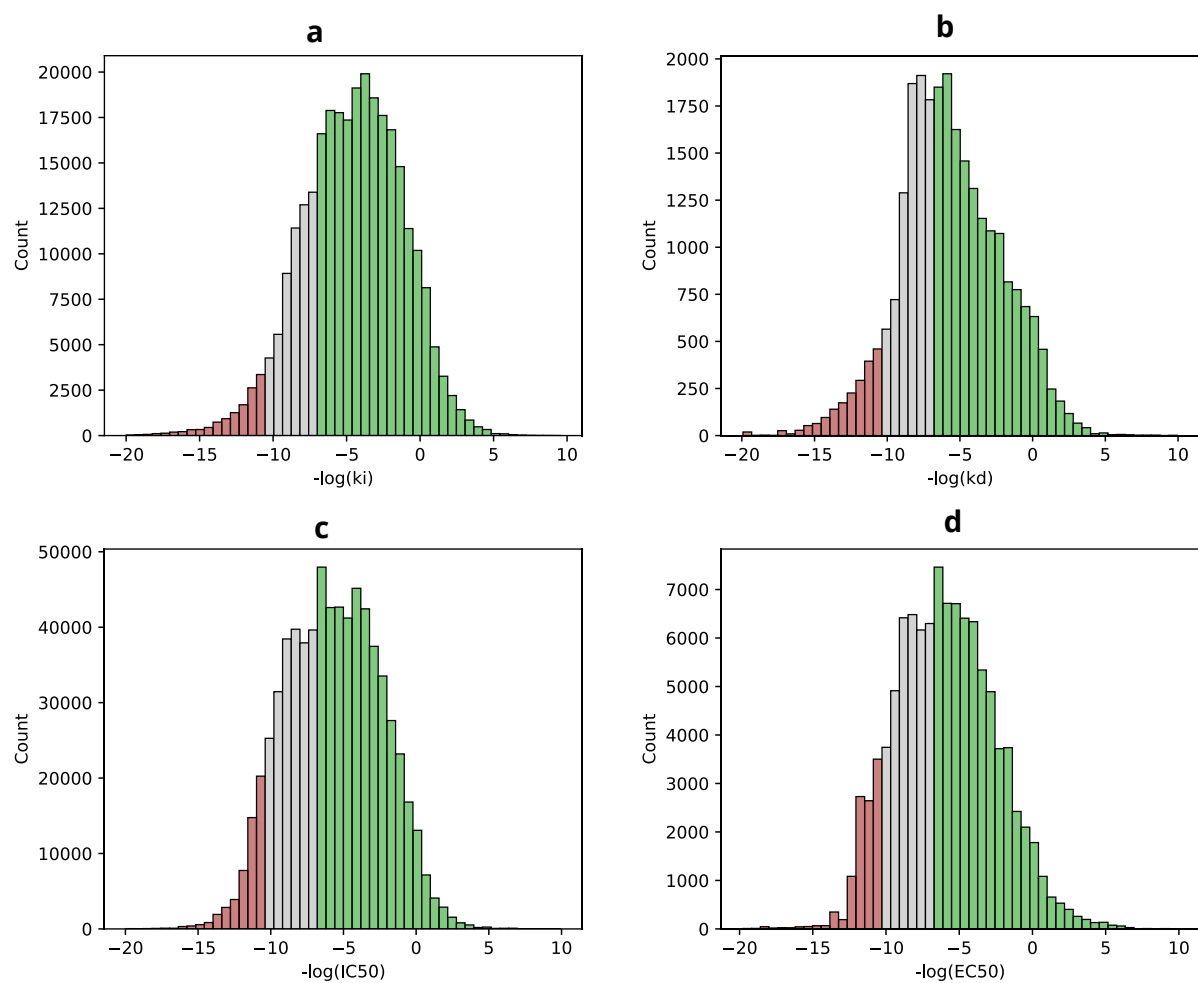 a
20000
17500
15000
12500
10000
7500
5000
2500
0
Count
−20 −15 −10 −5 0 5 10
-log(ki)
b
2000
1750
1500
1250
1000
750
500
250
0
Count
−20 −15 −10 −5 0 5 10
-log(kd)
c
50000
40000
30000
20000
10000
0
Count
−20 −15 −10 −5 0 5 10
-log(IC50)
d
7000
6000
5000
4000
3000
2000
1000
0
Count
−20 −15 −10 −5 0 5 10
-log(EC50)